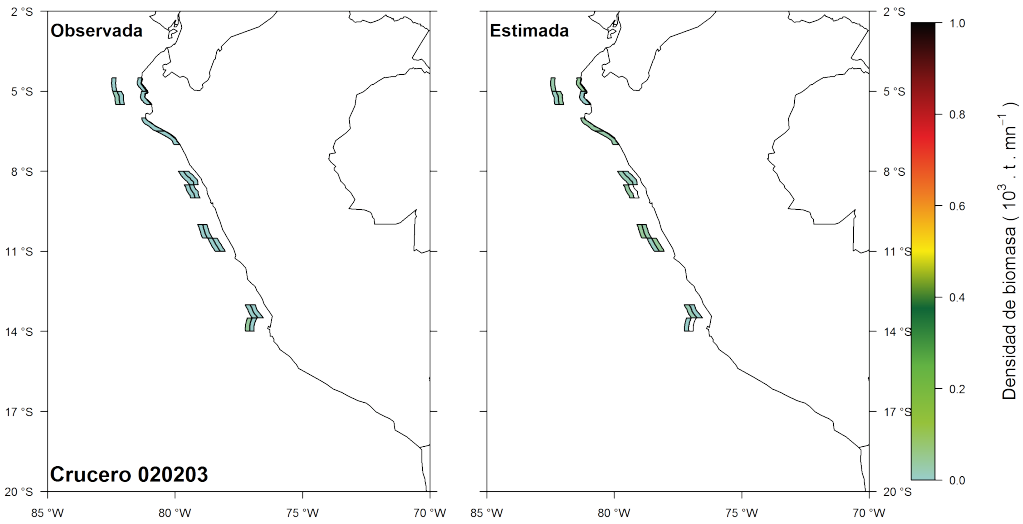 Observada
Crucero 020203
2 °S
5 °S
8 °S
11 °S
14 °S
17 °S
20 °S
85 °W
80 °W
75 °W
70 °W
Estimada
2 °S
5 °S
8 °S
11 °S
14 °S
17 °S
20 °S
85 °W
80 °W
75 °W
70 °W
1.0
0.8
0.6
0.4
0.2
0.0
Densidad de biomasa ( 10³ . t . mn⁻¹ )